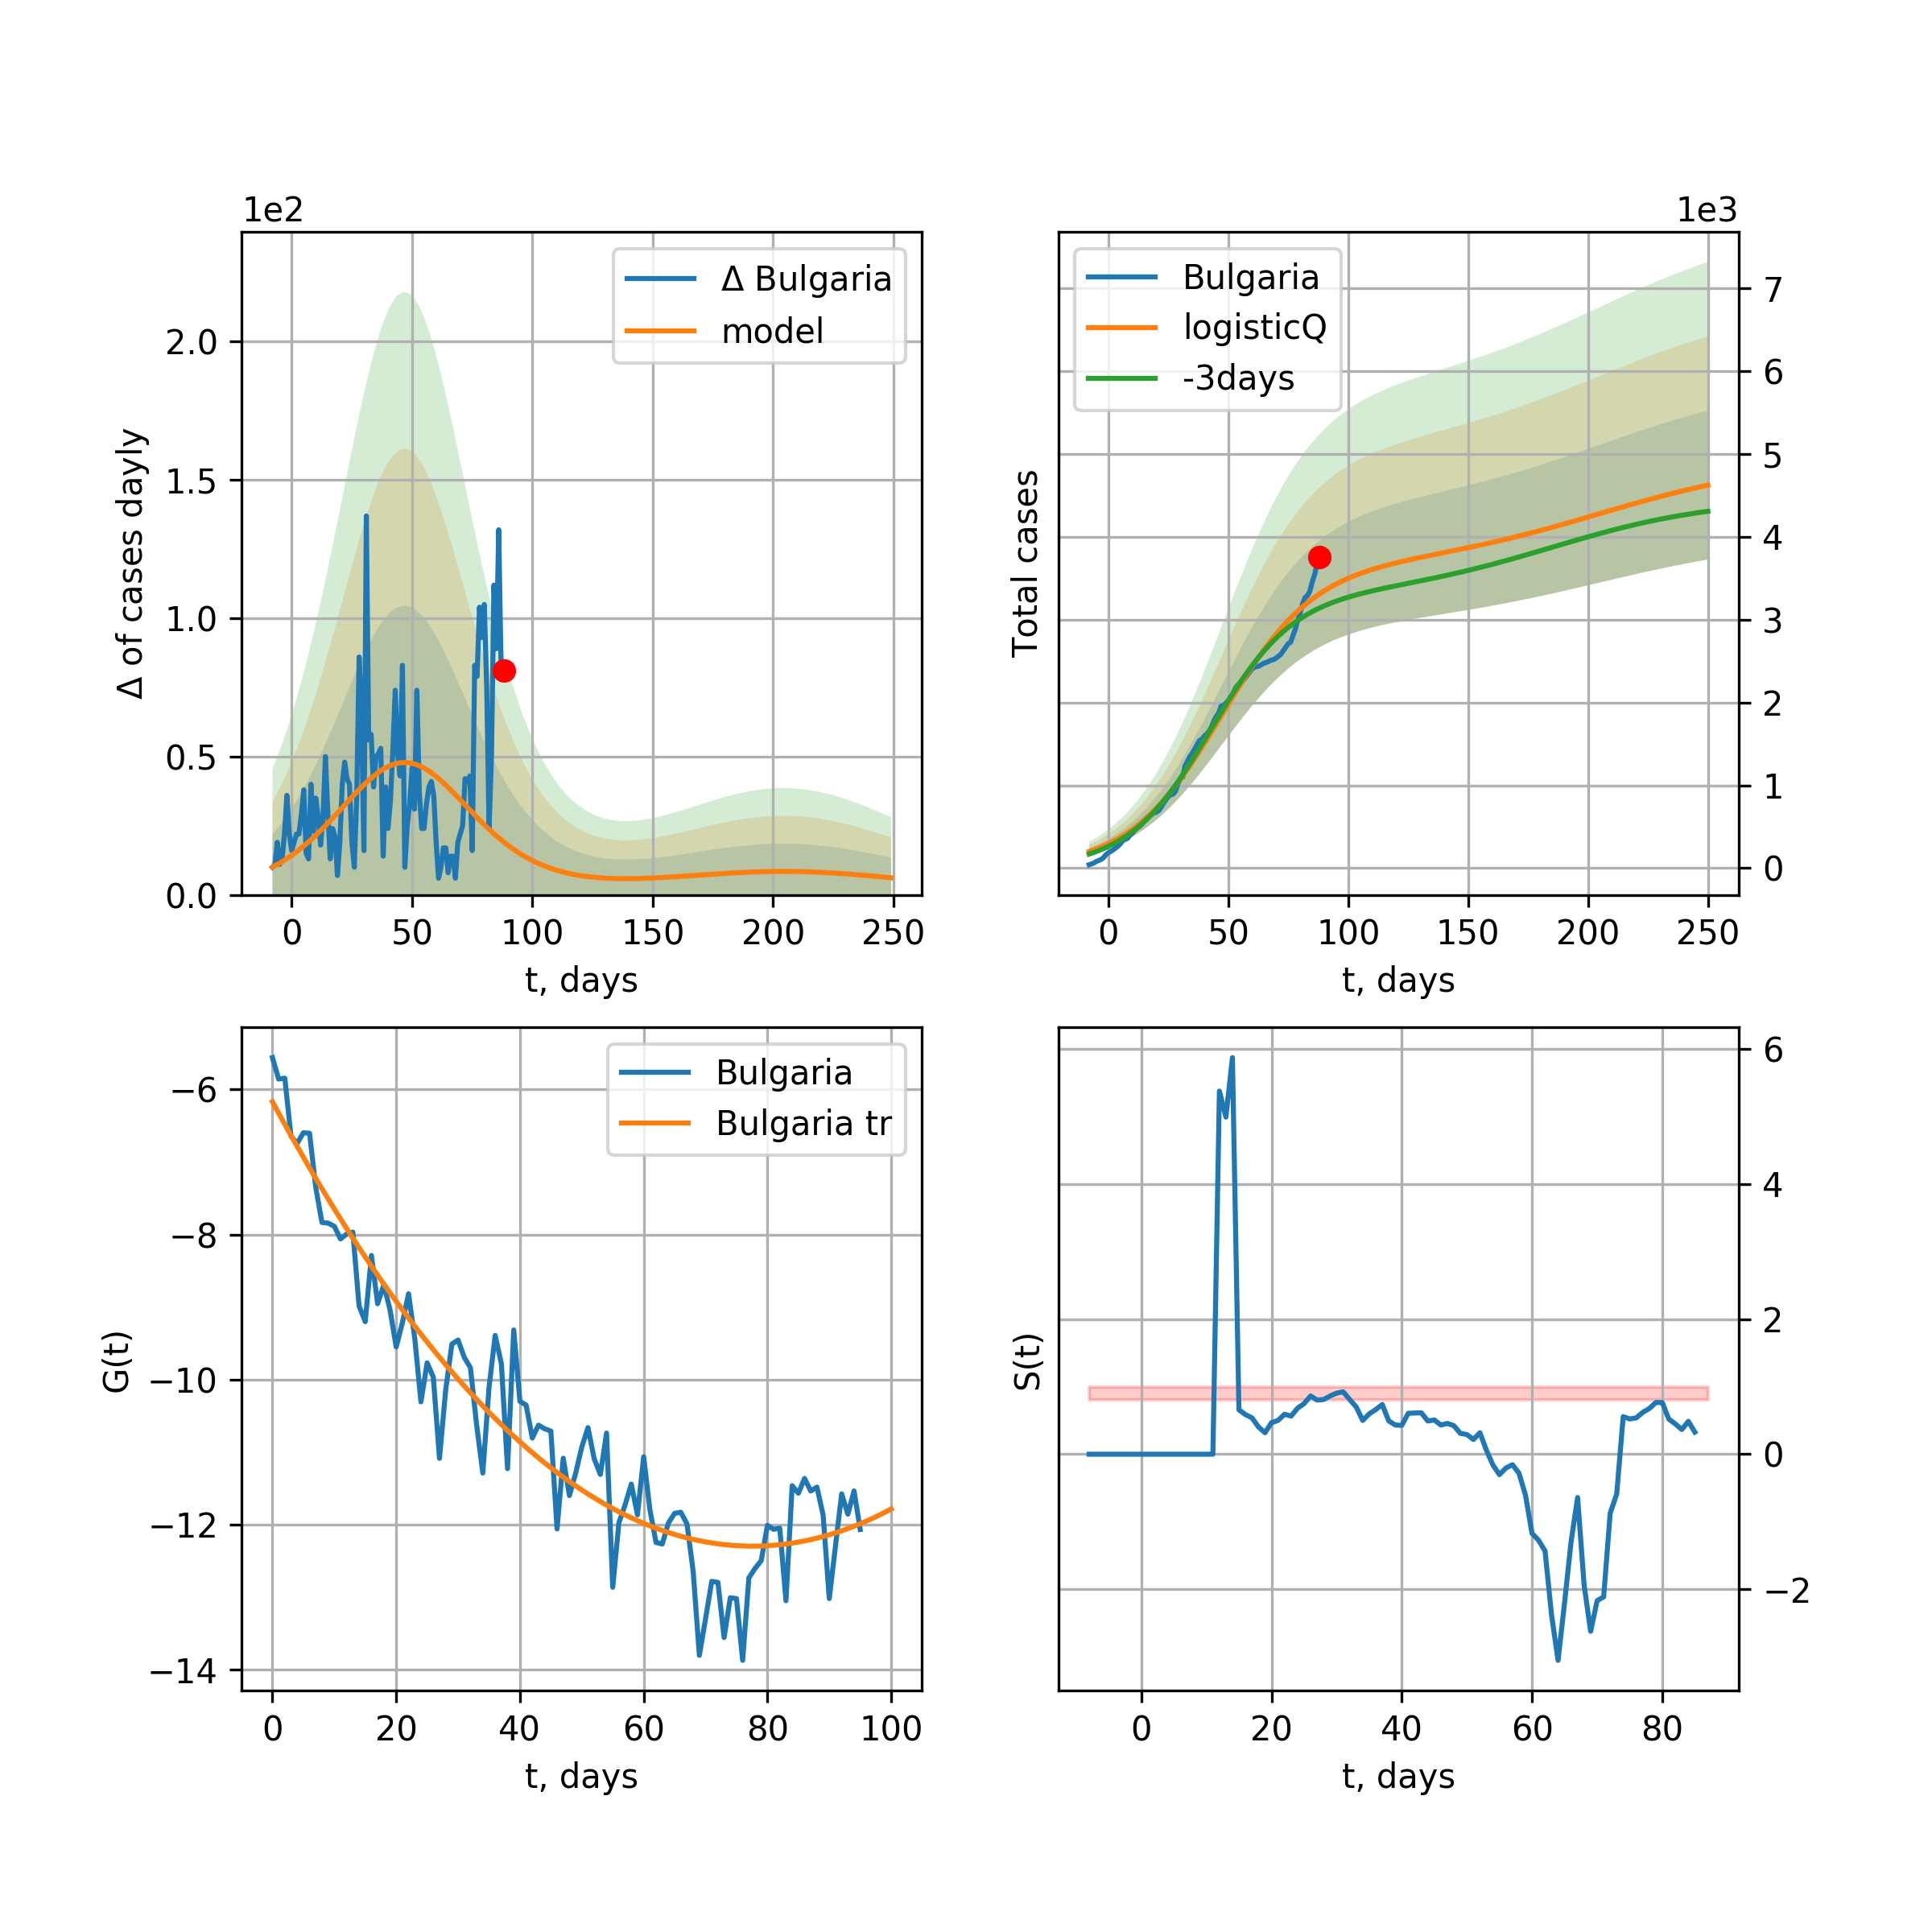 1e2
Δ Bulgaria
model
2.0
1.5
1.0
0.5
0.0
Δ of cases dayly
0 50 100 150 200 250
t, days
1e3
Bulgaria
logisticQ
-3days
7
6
5
4
3
2
1
0
Total cases
0 50 100 150 200 250
t, days
Bulgaria
Bulgaria tr
−6
−8
−10
−12
−14
G(t)
0 20 40 60 80 100
t, days
6
4
2
0
−2
S(t)
0 20 40 60 80
t, days